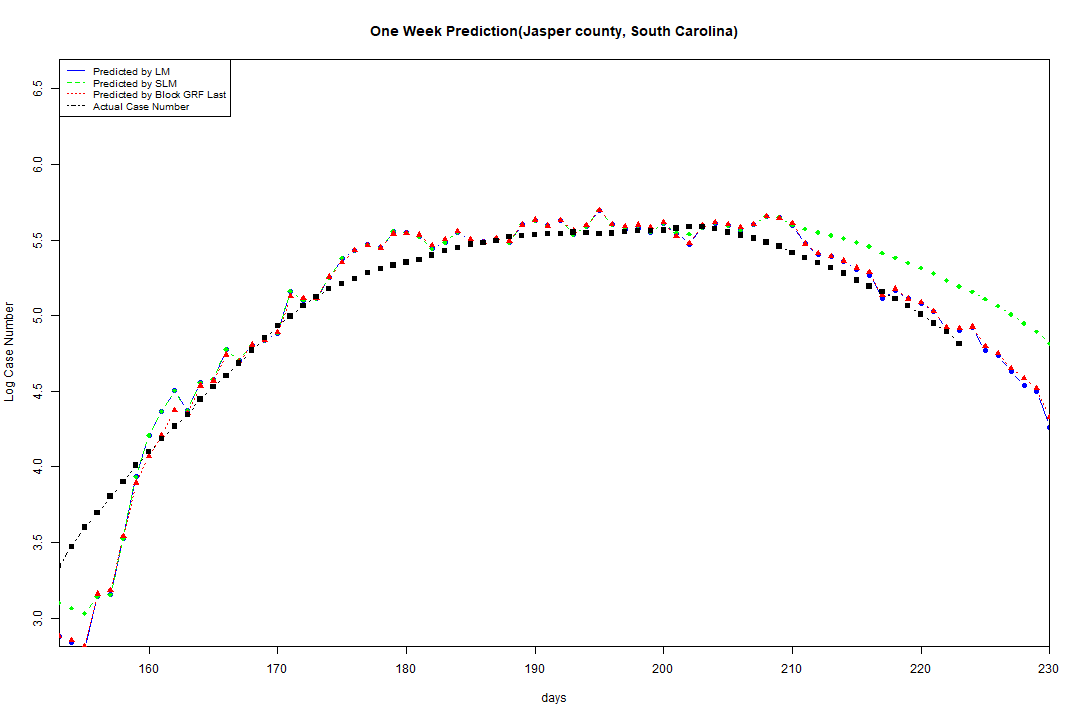 One Week Prediction(Jasper county, South Carolina)
Predicted by LM
Predicted by SLM
Predicted by Block GRF Last
Actual Case Number
6.5
6.0
5.5
5.0
4.5
4.0
3.5
3.0
Log Case Number
160 170 180 190 200 210 220 230
days